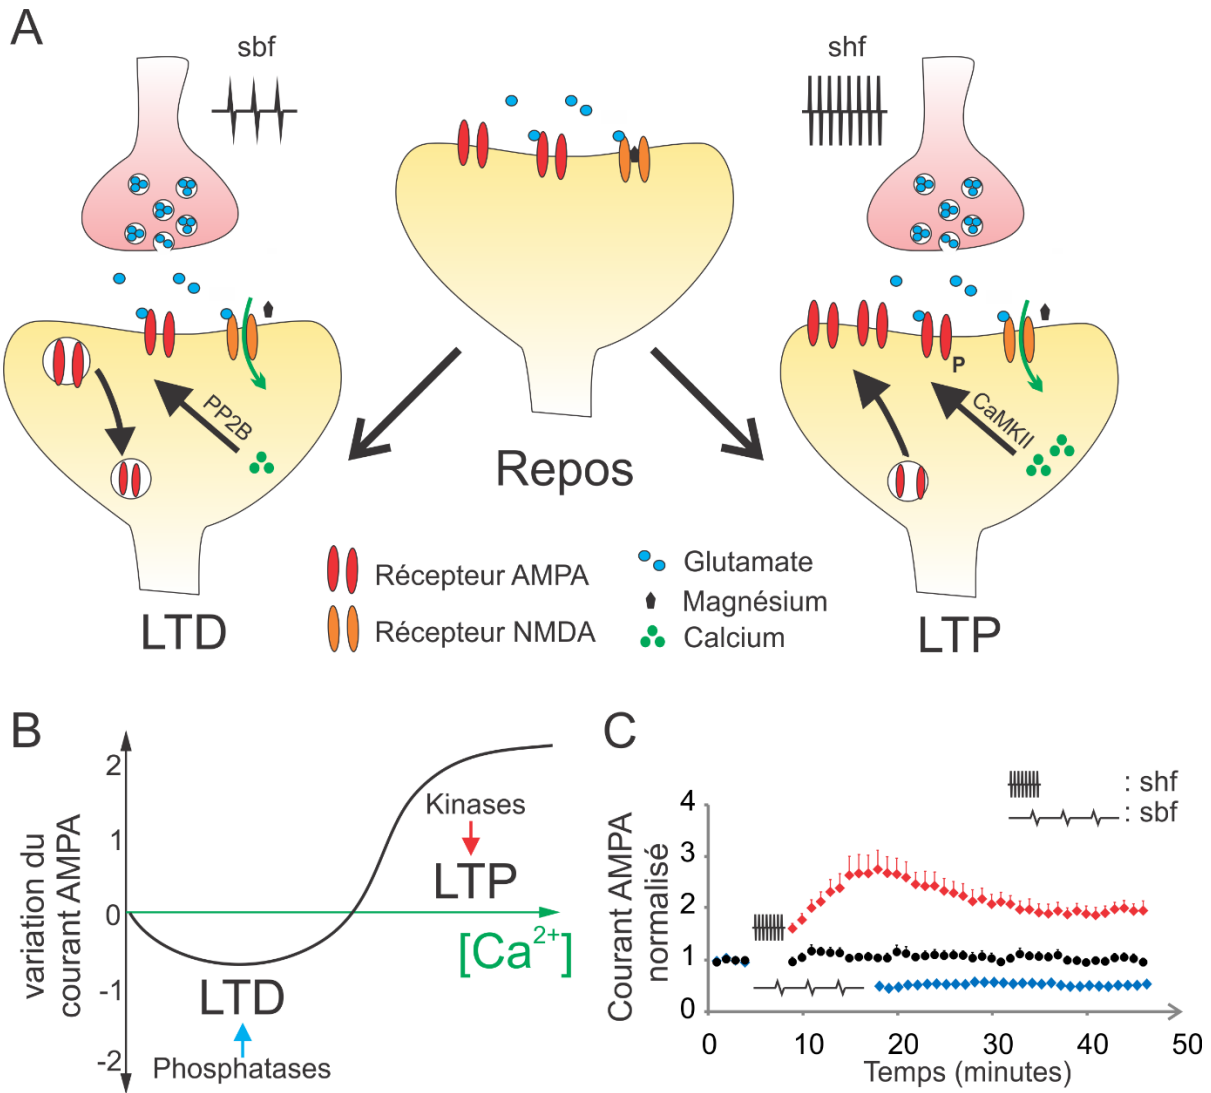 A
sbf
shf
PP2B
P
CaMKII
Repos
LTD
LTP
Récepteur AMPA
Récepteur NMDA
Glutamate
Magnésium
Calcium
B
variation du
courant AMPA
2
1
0
-1
-2
Kinases
LTP
[Ca²⁺]
LTD
Phosphatases
C
: shf
: sbf
Courant AMPA
normalisé
4
3
2
1
0
0 10 20 30 40 50
Temps (minutes)